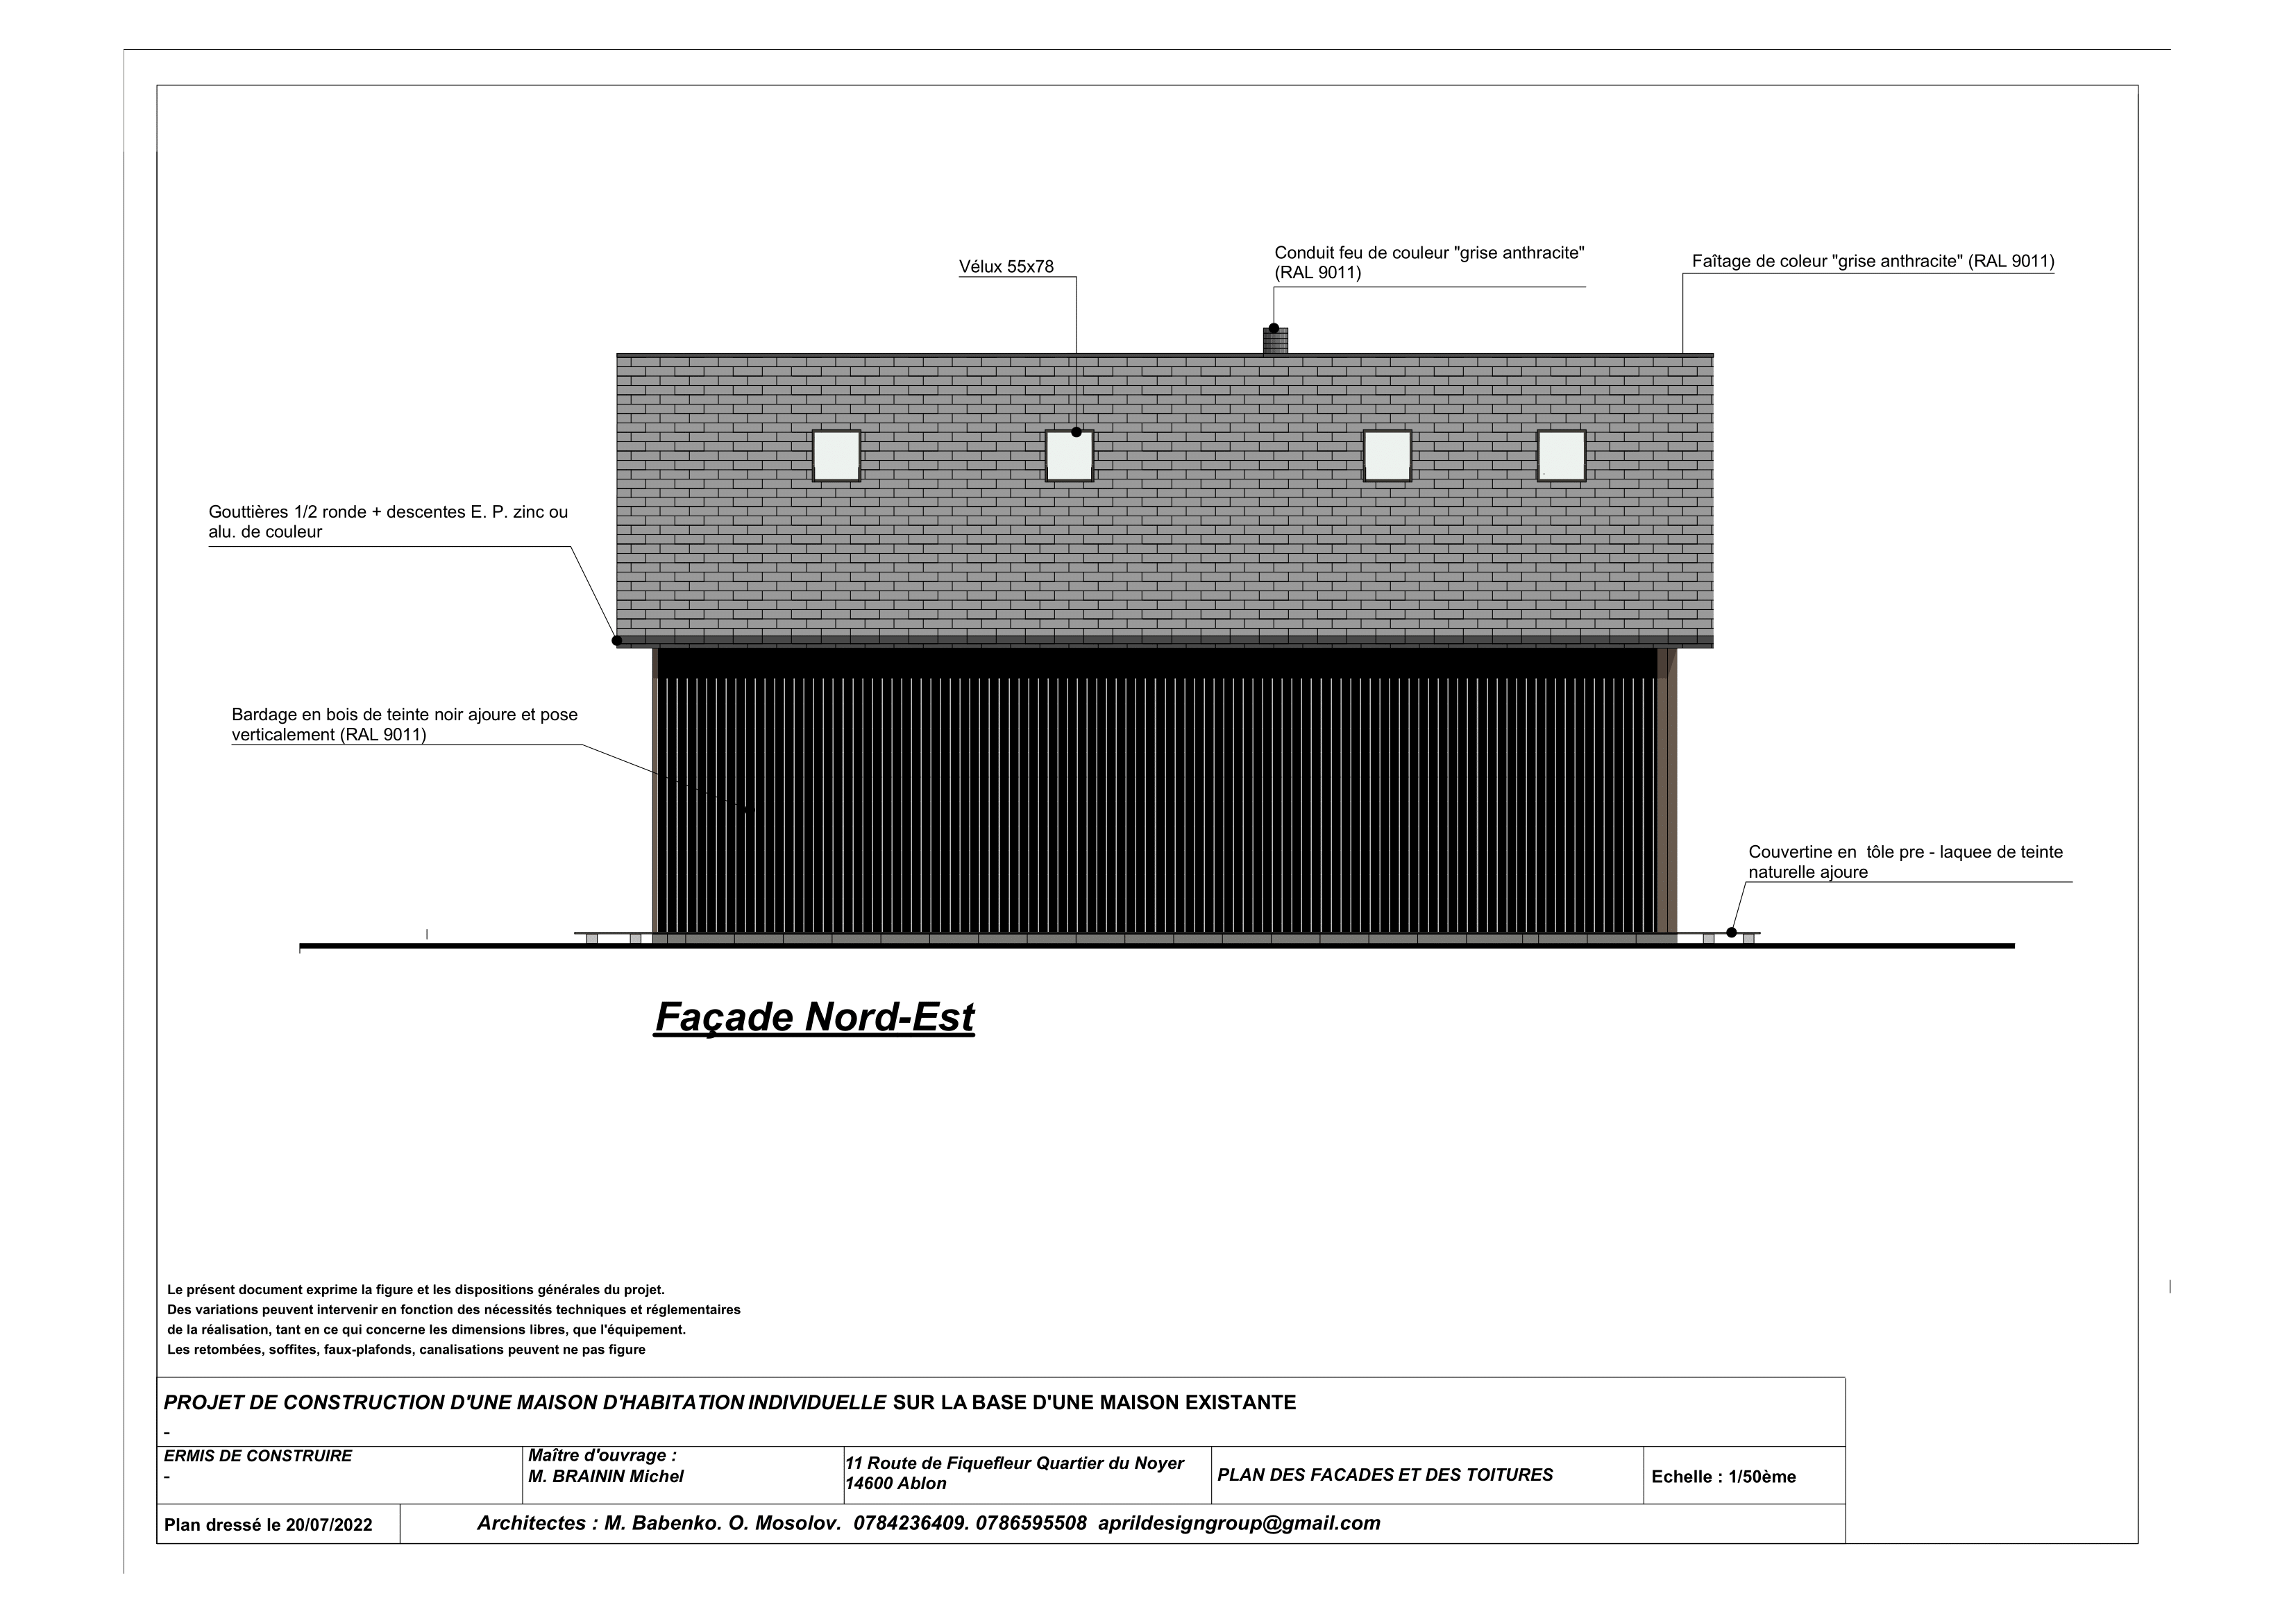 Conduit feu de couleur "grise anthracite"
(RAL 9011)
Vélux 55x78
Faîtage de coleur "grise anthracite" (RAL 9011)
Gouttières 1/2 ronde + descentes E. P. zinc ou
alu. de couleur
Bardage en bois de teinte noir ajoure et pose
verticalement (RAL 9011)
Couvertine en  tôle pre - laquee de teinte
naturelle ajoure
Façade Nord-Est
Le présent document exprime la figure et les dispositions générales du projet.
Des variations peuvent intervenir en fonction des nécessités techniques et réglementaires
de la réalisation, tant en ce qui concerne les dimensions libres, que l'équipement.
Les retombées, soffites, faux-plafonds, canalisations peuvent ne pas figure
PROJET DE CONSTRUCTION D'UNE MAISON D'HABITATION INDIVIDUELLE SUR LA BASE D'UNE MAISON EXISTANTE
-
ERMIS DE CONSTRUIRE
-
Maître d'ouvrage :
M. BRAININ Michel
11 Route de Fiquefleur Quartier du Noyer
14600 Ablon
PLAN DES FACADES ET DES TOITURES
Echelle : 1/50ème
Plan dressé le 20/07/2022
Architectes : M. Babenko. O. Mosolov.  0784236409. 0786595508  aprildesigngroup@gmail.com